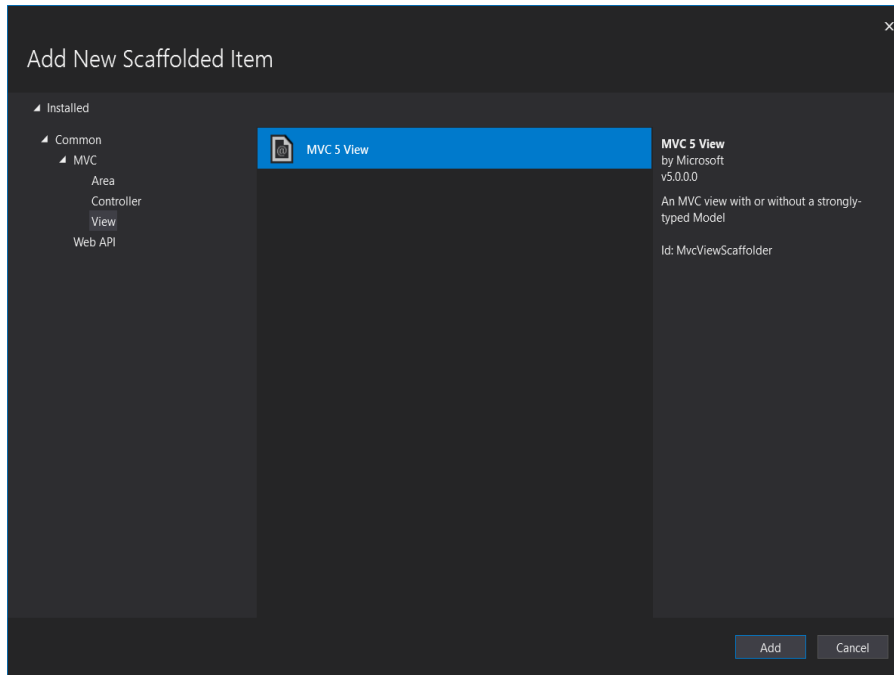 Add New Scaffolded Item
Installed
Common
MVC
Area
Controller
View
Web API
MVC 5 View
MVC 5 View
by Microsoft
v5.0.0.0
An MVC view with or without a strongly-
typed Model
Id: MvcViewScaffolder
Add
Cancel